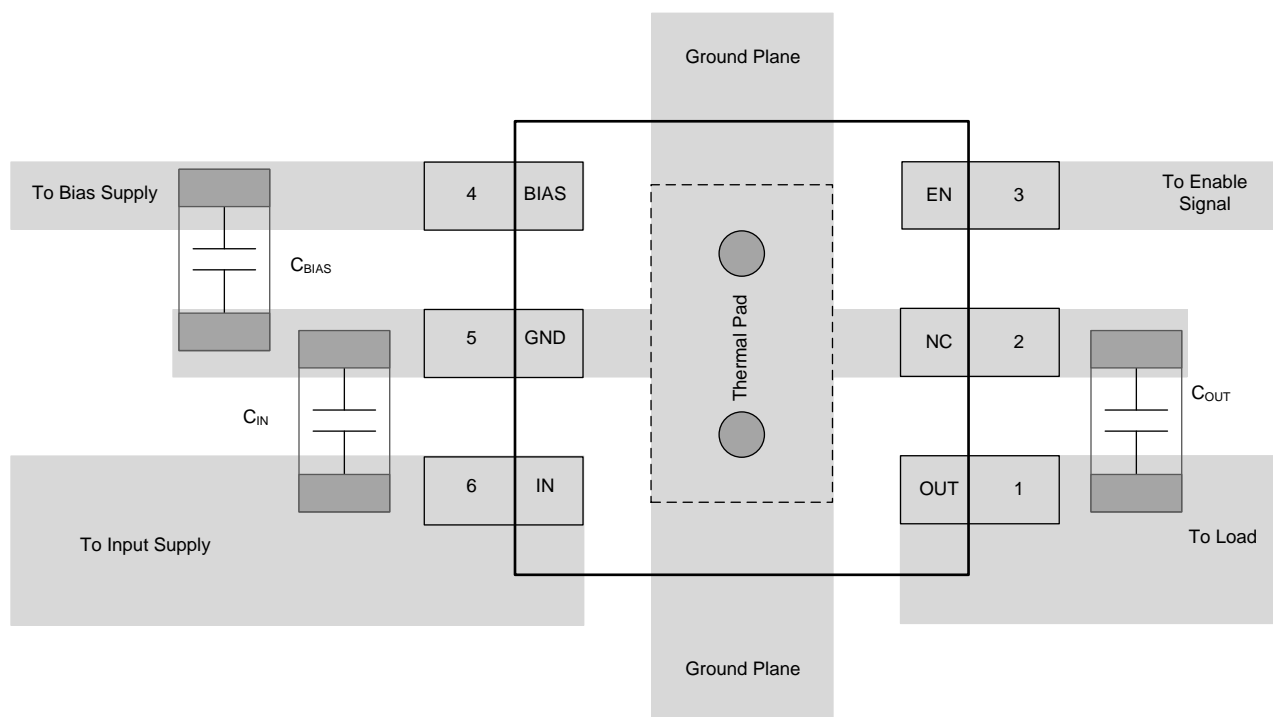 Ground Plane
To Bias Supply
4
BIAS
EN
3
To Enable
Signal
CBIAS
5
GND
Thermal Pad
NC
2
CIN
COUT
6
IN
OUT
1
To Input Supply
To Load
Ground Plane